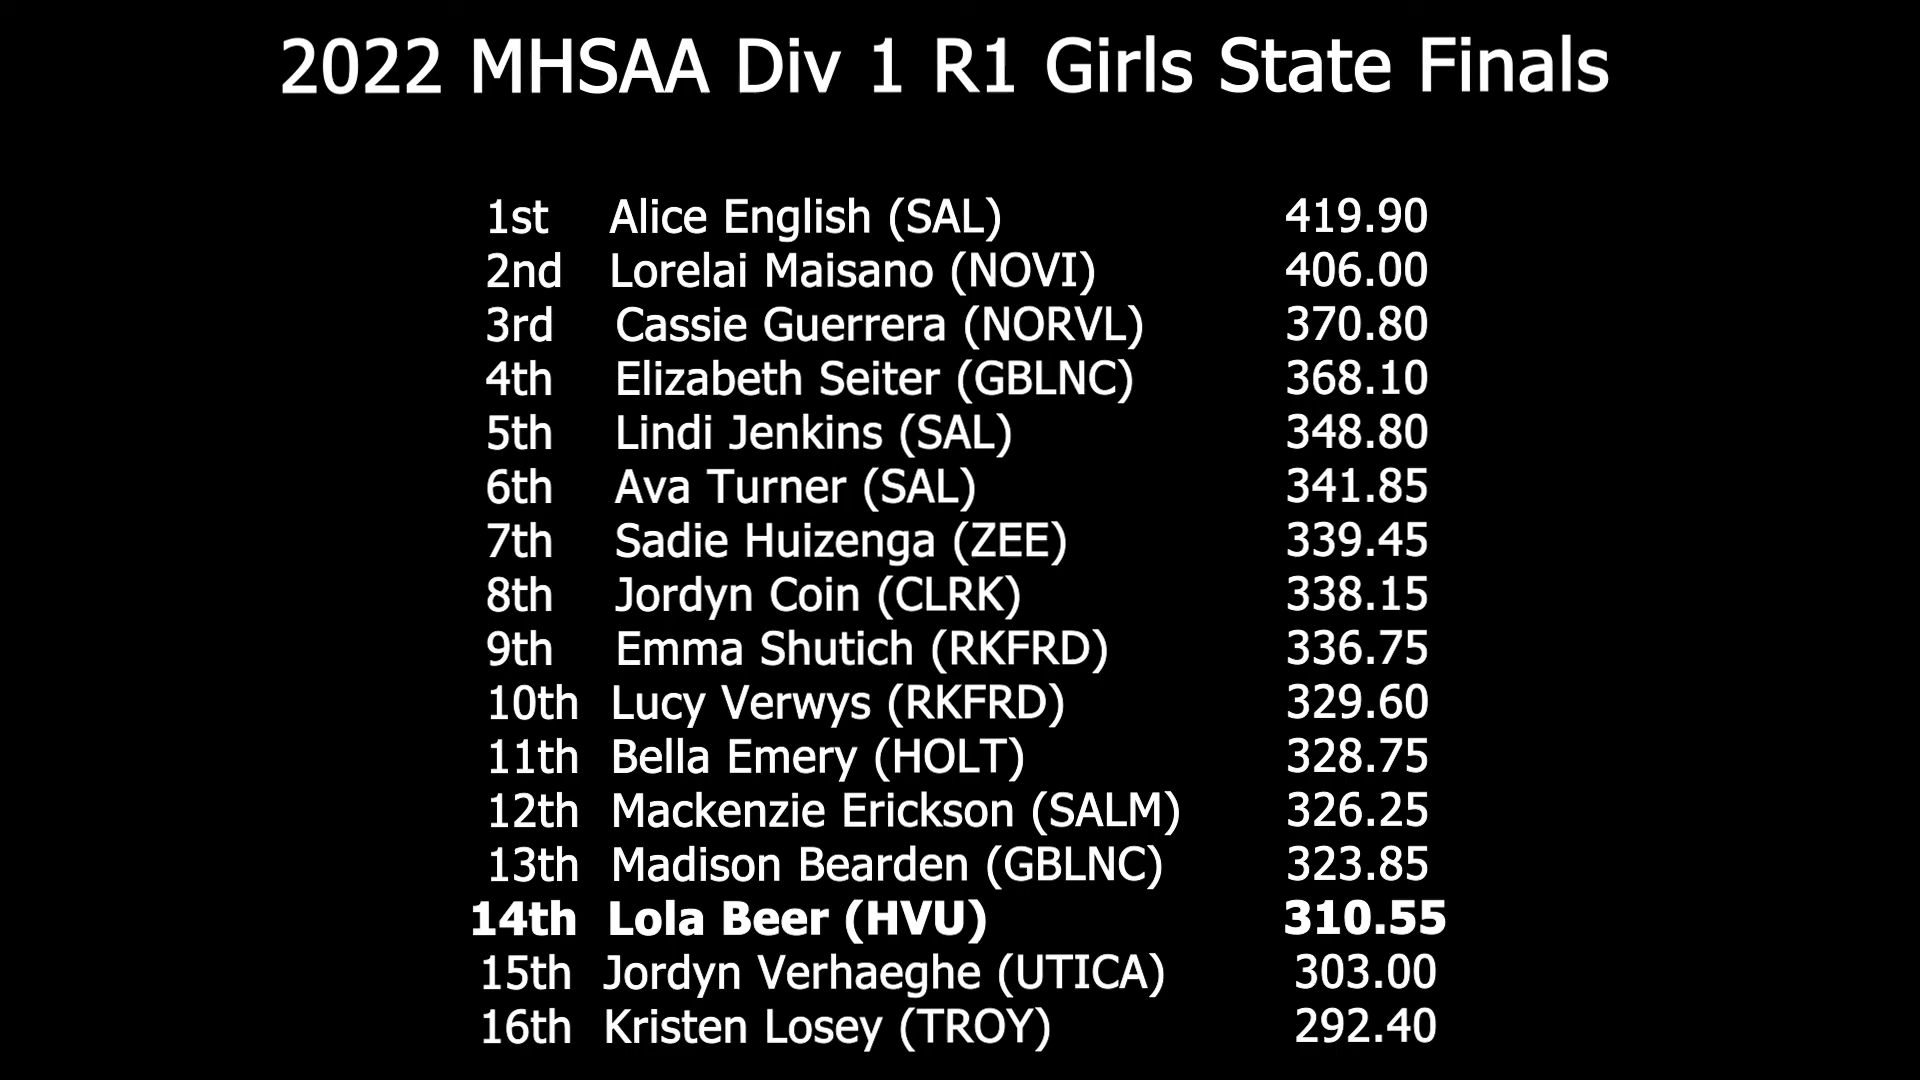 2022 MHSAA Div 1 R1 Girls State Finals
1st Alice English (SAL) 419.90
2nd Lorelai Maisano (NOVI) 406.00
3rd Cassie Guerrera (NORVL) 370.80
4th Elizabeth Seiter (GBLNC) 368.10
5th Lindi Jenkins (SAL) 348.80
6th Ava Turner (SAL) 341.85
7th Sadie Huizenga (ZEE) 339.45
8th Jordyn Coin (CLRK) 338.15
9th Emma Shutich (RKFRD) 336.75
10th Lucy Verwys (RKFRD) 329.60
11th Bella Emery (HOLT) 328.75
12th Mackenzie Erickson (SALM) 326.25
13th Madison Bearden (GBLNC) 323.85
14th Lola Beer (HVU) 310.55
15th Jordyn Verhaeghe (UTICA) 303.00
16th Kristen Losey (TROY) 292.40